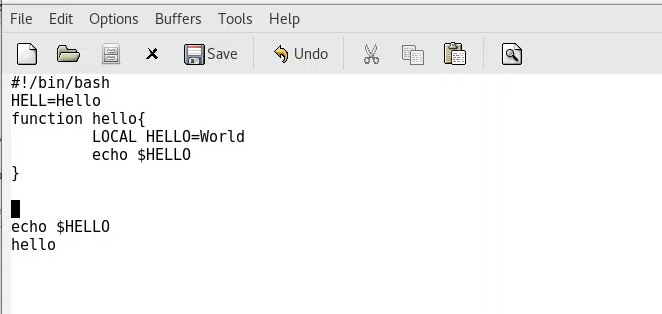 File Edit Options Buffers Tools Help
Save Undo
#!/bin/bash
HELL=Hello
function hello{
        LOCAL HELLO=World
        echo $HELLO
}
echo $HELLO
hello